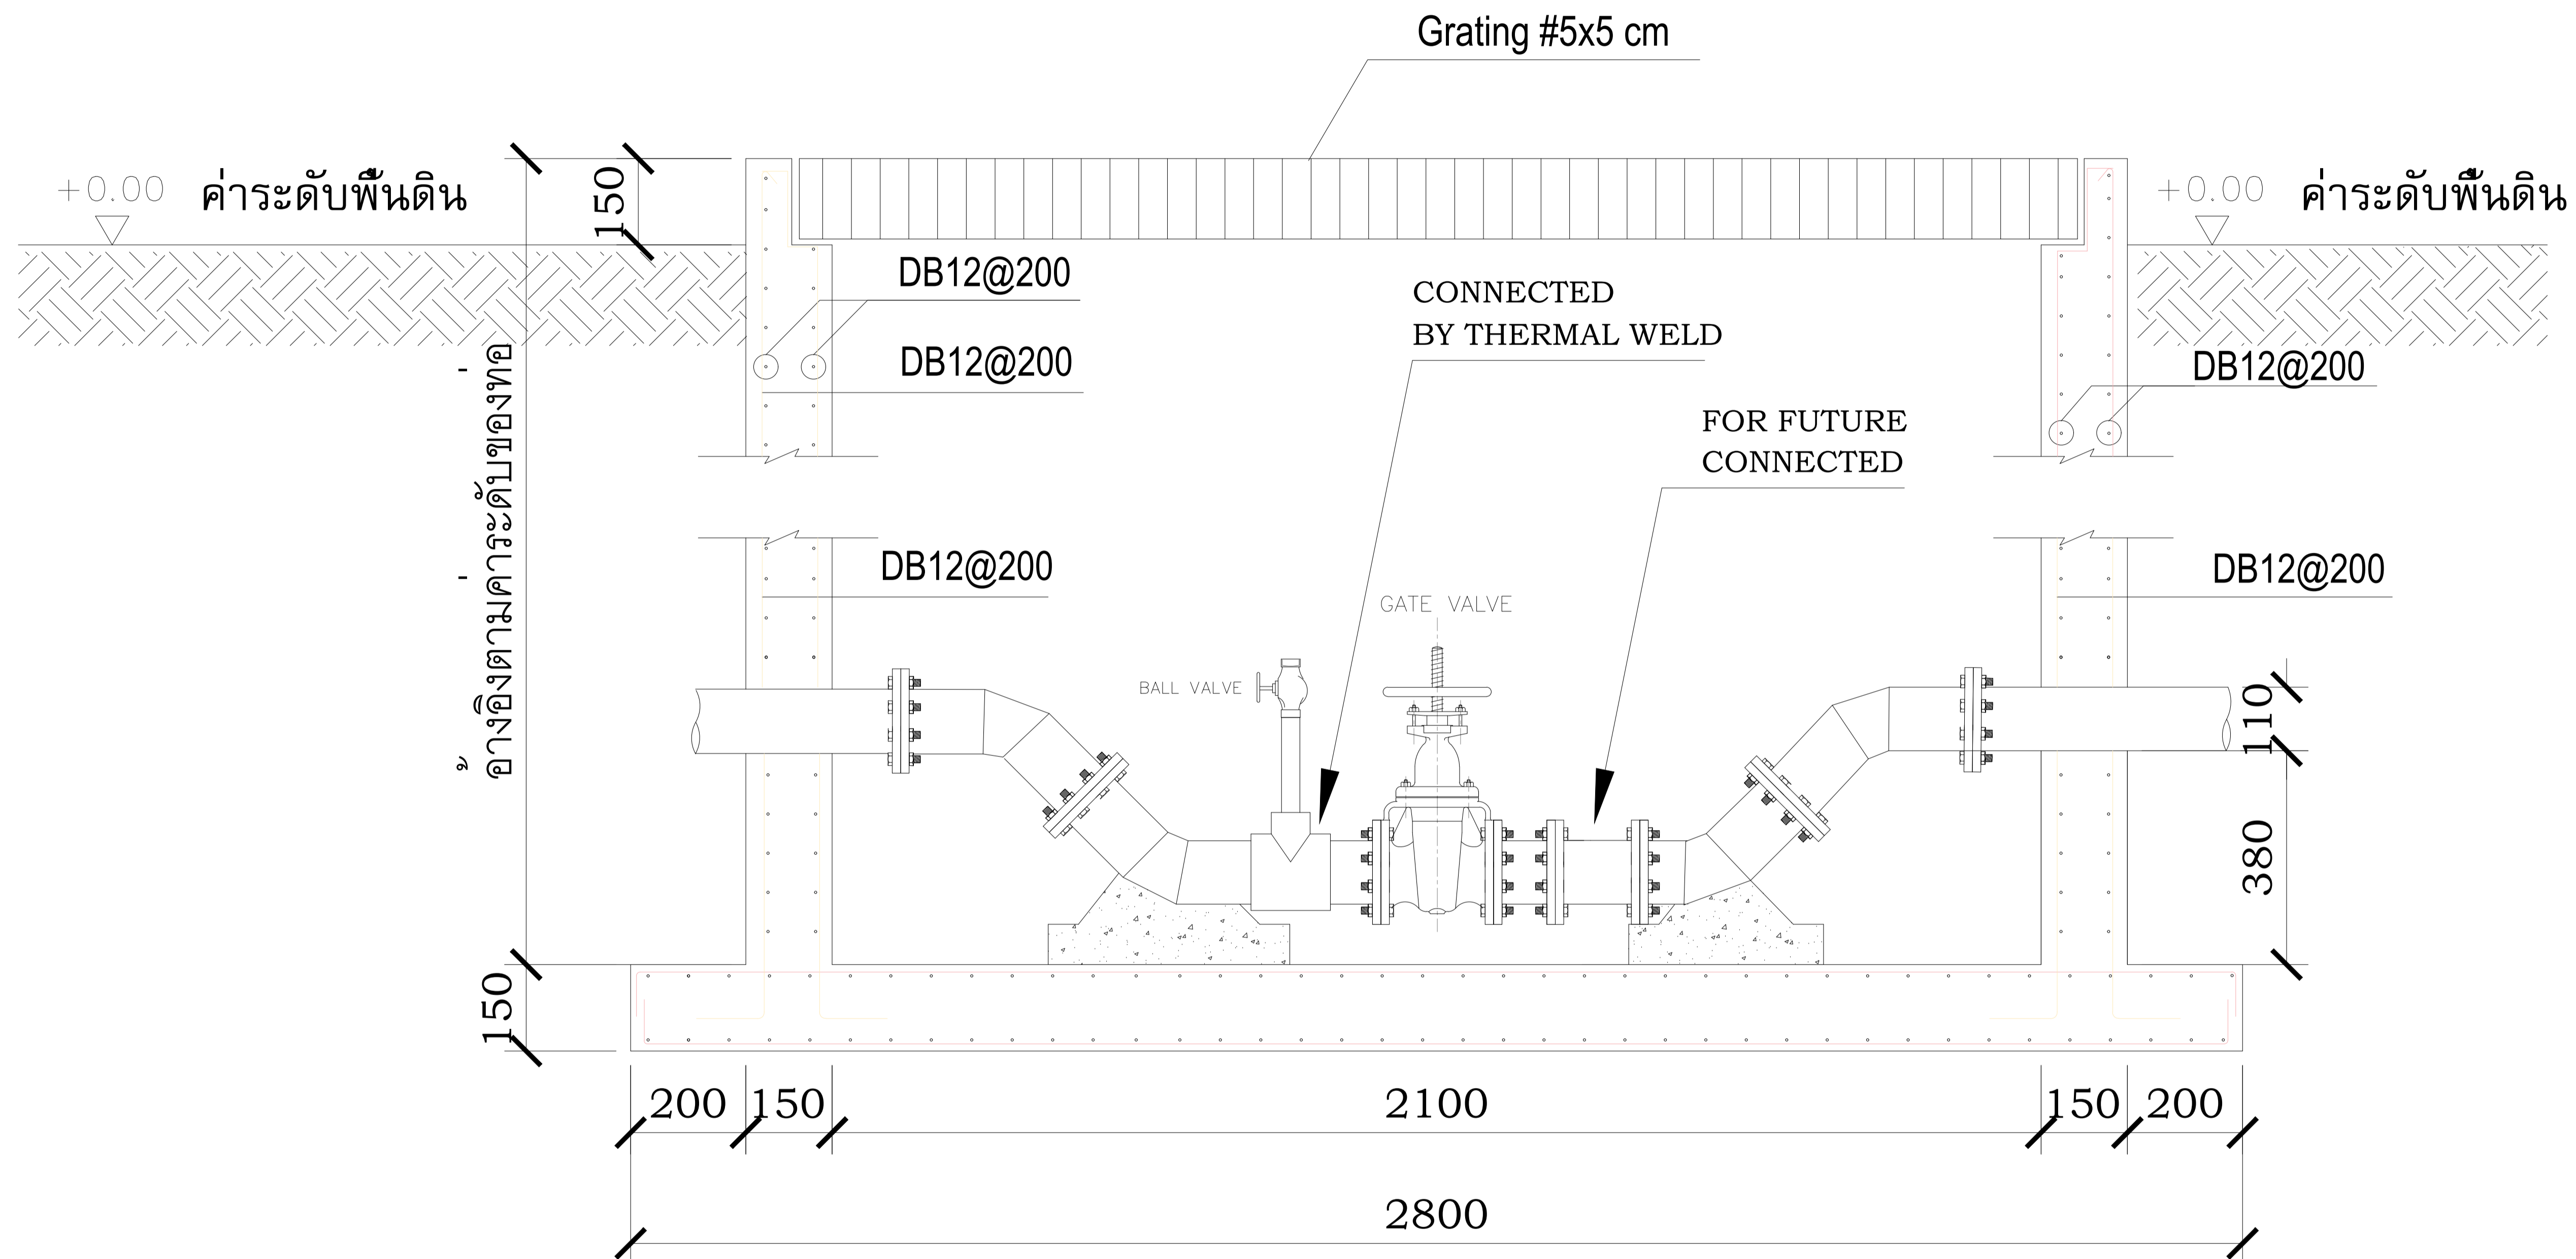 Grating #5x5 cm
+0.00 ค่าระดับพื้นดิน
150
+0.00 ค่าระดับพื้นดิน
DB12@200
CONNECTED
BY THERMAL WELD
DB12@200
DB12@200
FOR FUTURE
CONNECTED
อ้างอิงตามค่าระดับของท่อ
DB12@200
DB12@200
GATE VALVE
BALL VALVE
110
380
150
200
150
2100
150
200
2800